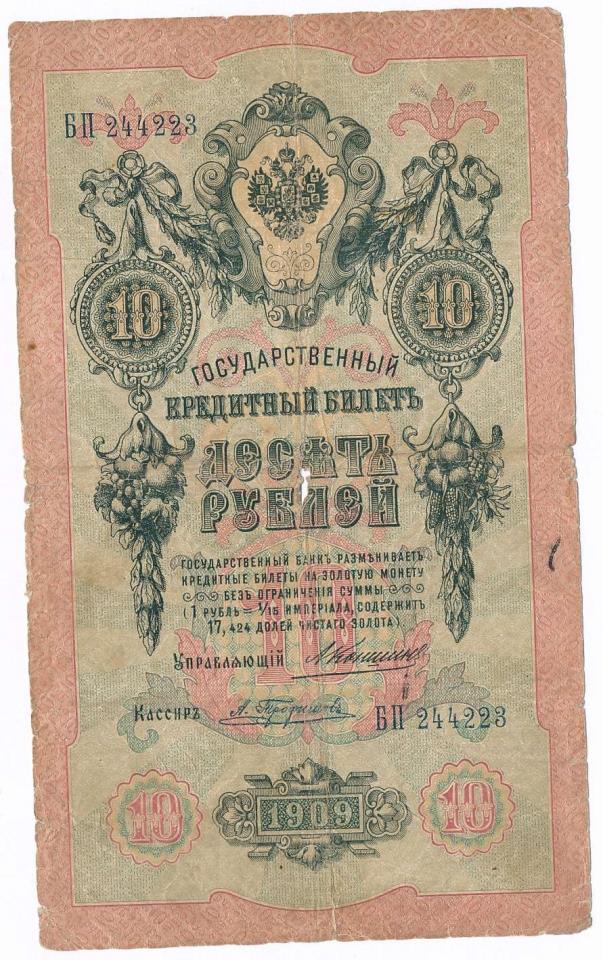 БП 244223
10 10
ГОСУДАРСТВЕННЫЙ
КРЕДИТНЫЙ БИЛЕТЪ
ДЕСЯТЬ
РУБЛЕЙ
ГОСУДАРСТВЕННЫЙ БАНКЪ РАЗМѢНИВАЕТЪ
КРЕДИТНЫЕ БИЛЕТЫ НА ЗОЛОТУЮ МОНЕТУ
БЕЗЪ ОГРАНИЧЕНІЯ СУММЫ
(1 РУБЛЬ = 1/15 ИМПЕРІАЛА, СОДЕРЖИТЪ
17,424 ДОЛЕЙ ЧИСТАГО ЗОЛОТА).
10
Управляющій А Коншинъ
Кассиръ
БП 244223
10 1909 10